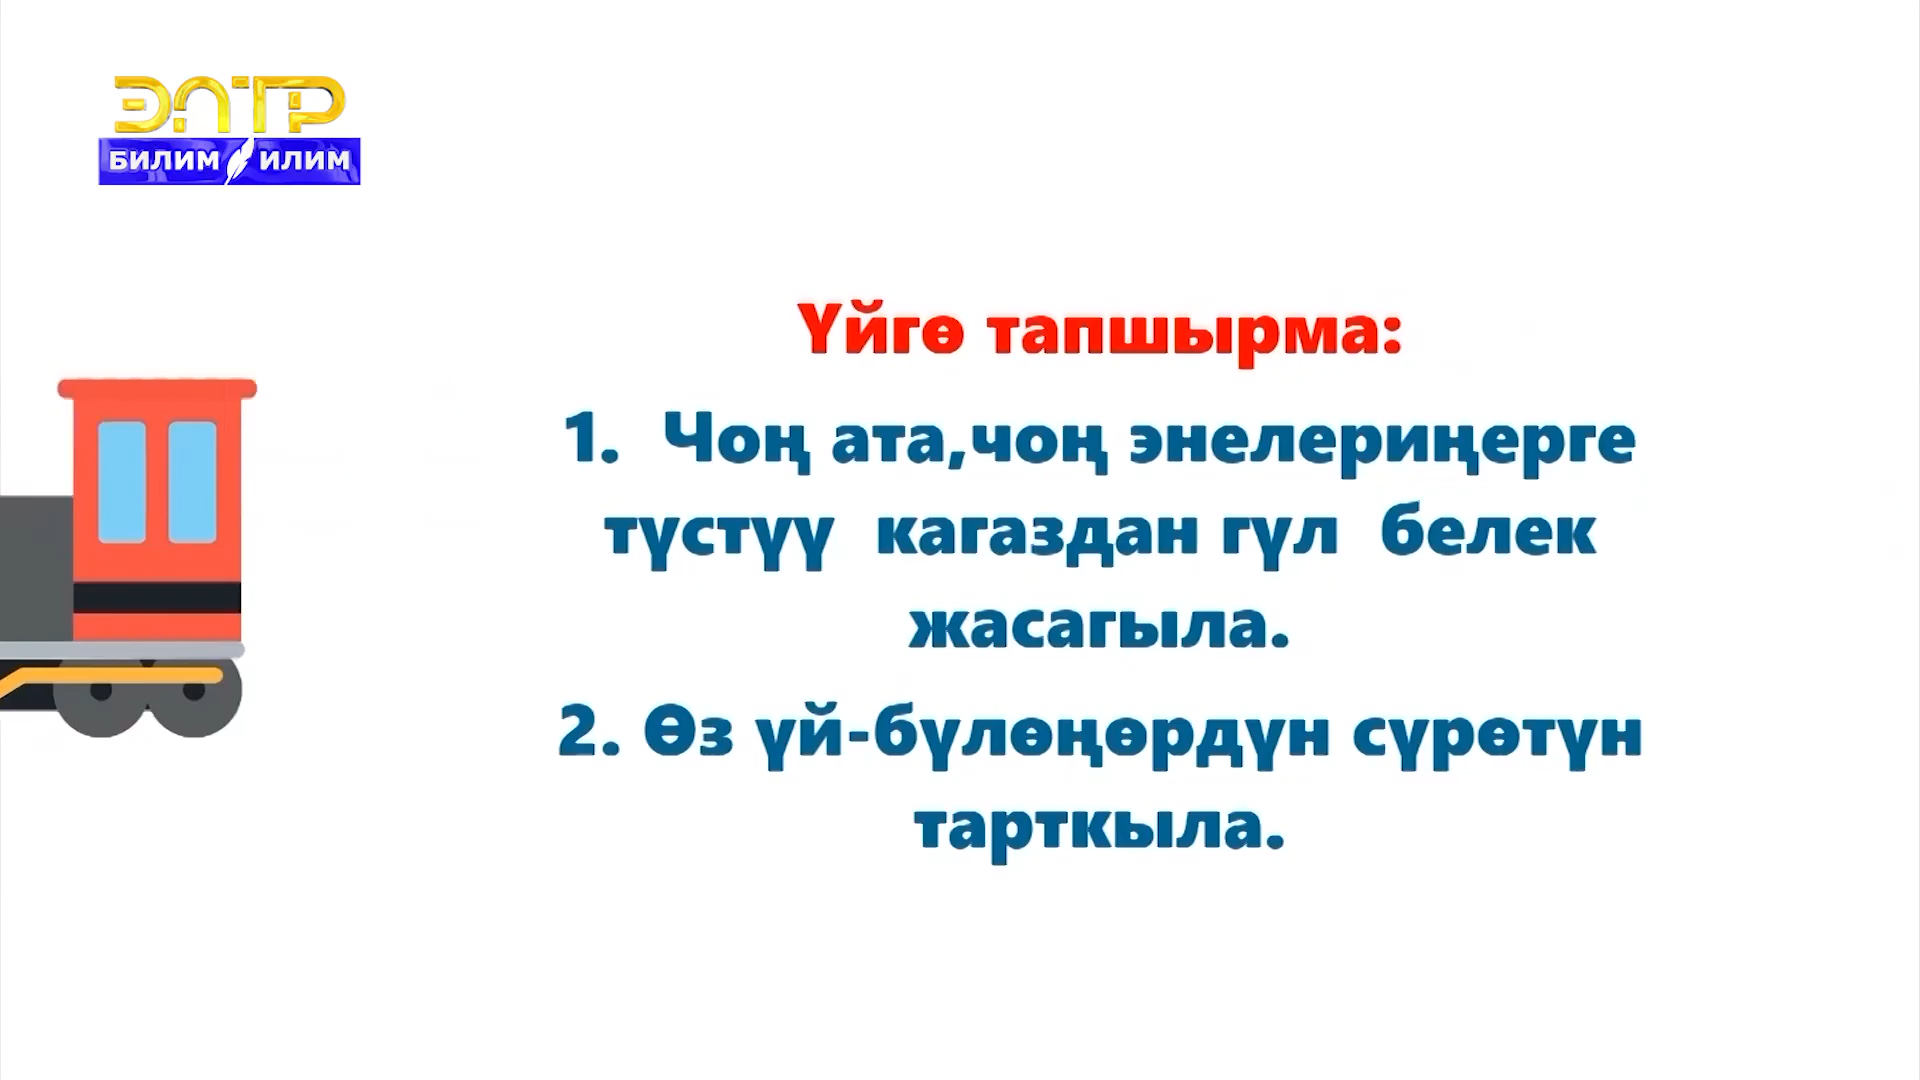 ЭЛТР
БИЛИМ ИЛИМ
Үйгө тапшырма:
1. Чоң ата,чоң энелериңерге
түстүү кагаздан гүл белек
жасагыла.
2. Өз үй-бүлөңөрдүн сүрөтүн
тарткыла.